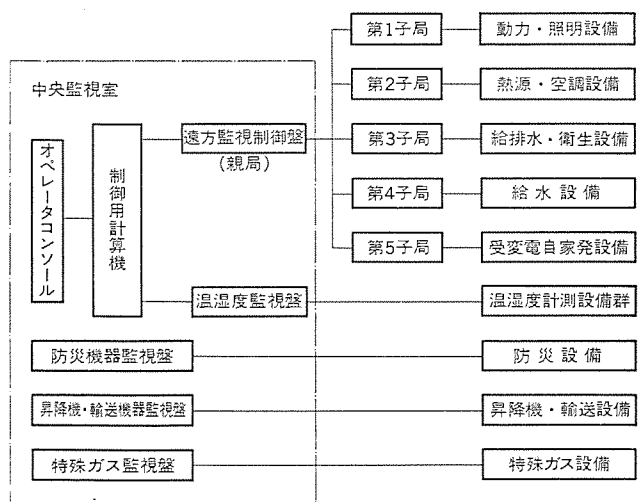 第1子局
動力・照明設備
中央監視室
第2子局
熱源・空調設備
オペレータコンソール
制御用計算機
遠方監視制御盤
(親局)
第3子局
給排水・衛生設備
第4子局
給水設備
第5子局
受変電自家発設備
温湿度監視盤
温湿度計測設備群
防災機器監視盤
防災設備
昇降機・輸送機器監視盤
昇降機・輸送設備
特殊ガス監視盤
特殊ガス設備